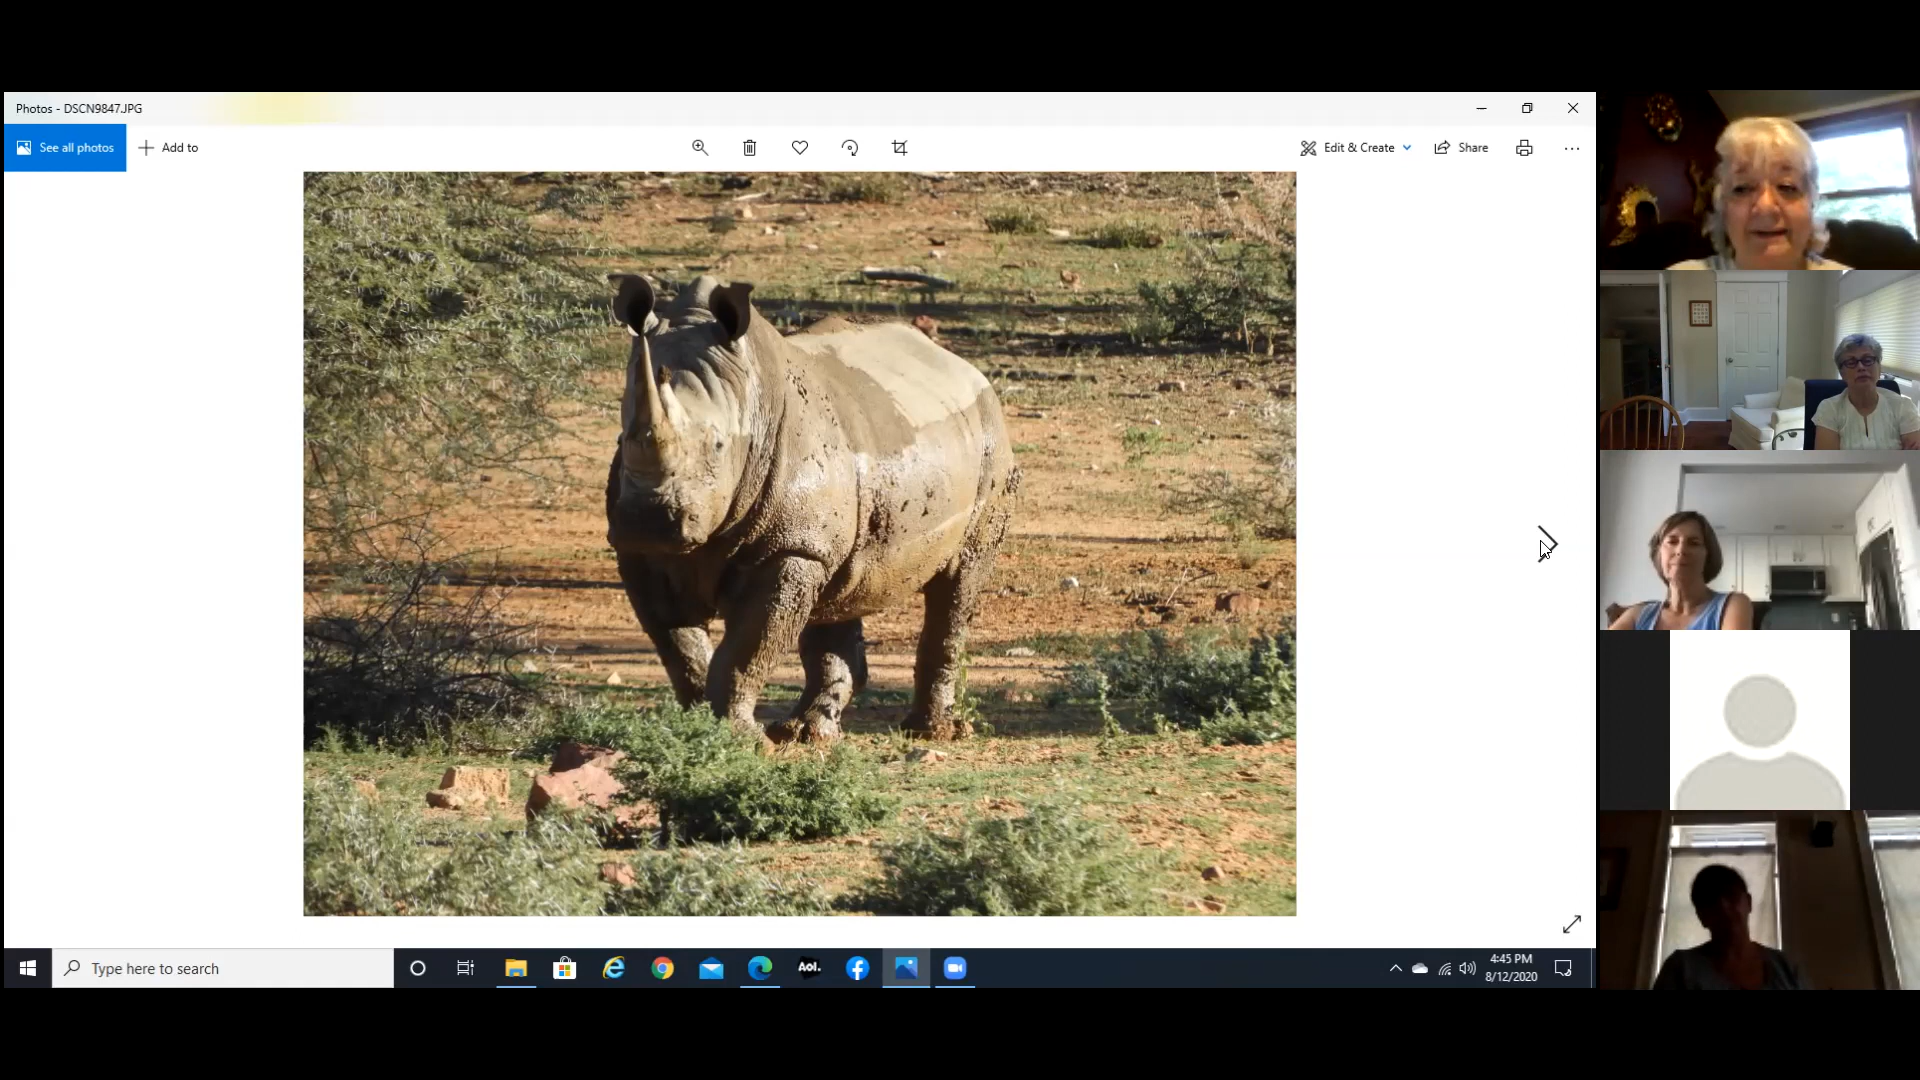 Photos - DSCN9847.JPG
See all photos
Add to
Edit & Create
Share
Type here to search
Aol.
4:45 PM
8/12/2020